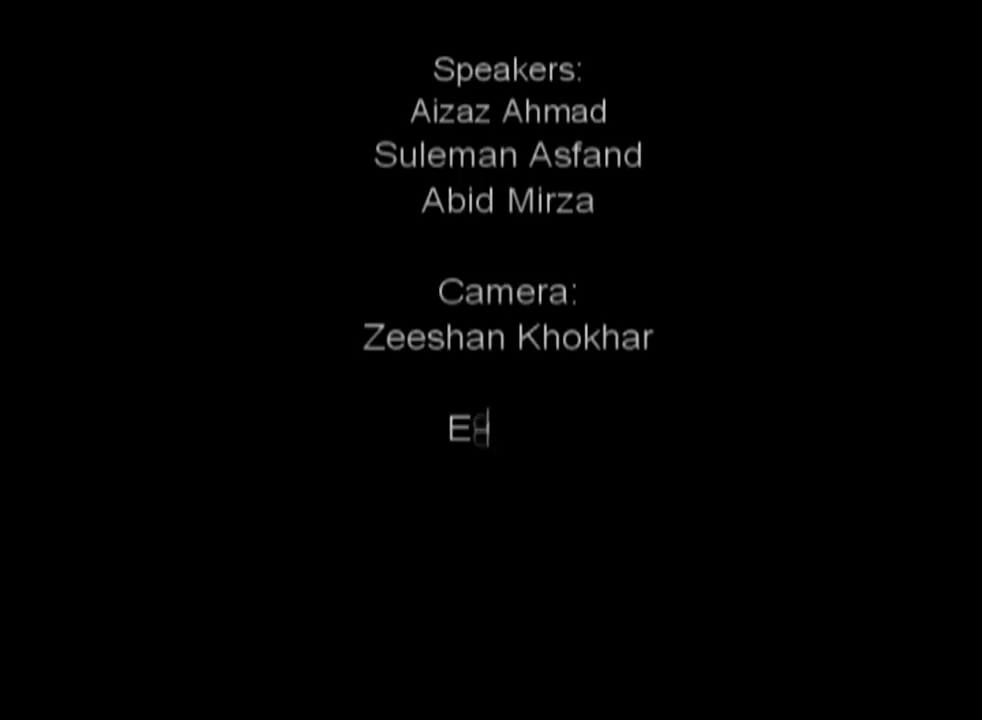 Speakers:
Aizaz Ahmad
Suleman Asfand
Abid Mirza
Camera:
Zeeshan Khokhar